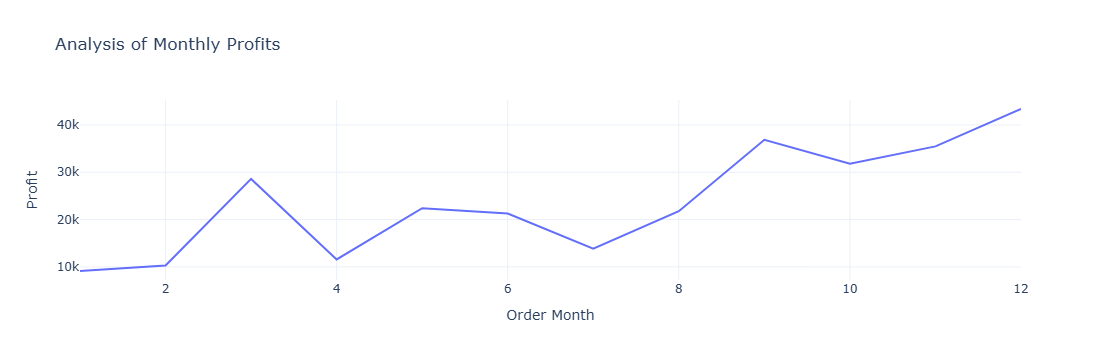 Analysis of Monthly Profits
Profit
40k
30k
20k
10k
2 4 6 8 10 12
Order Month